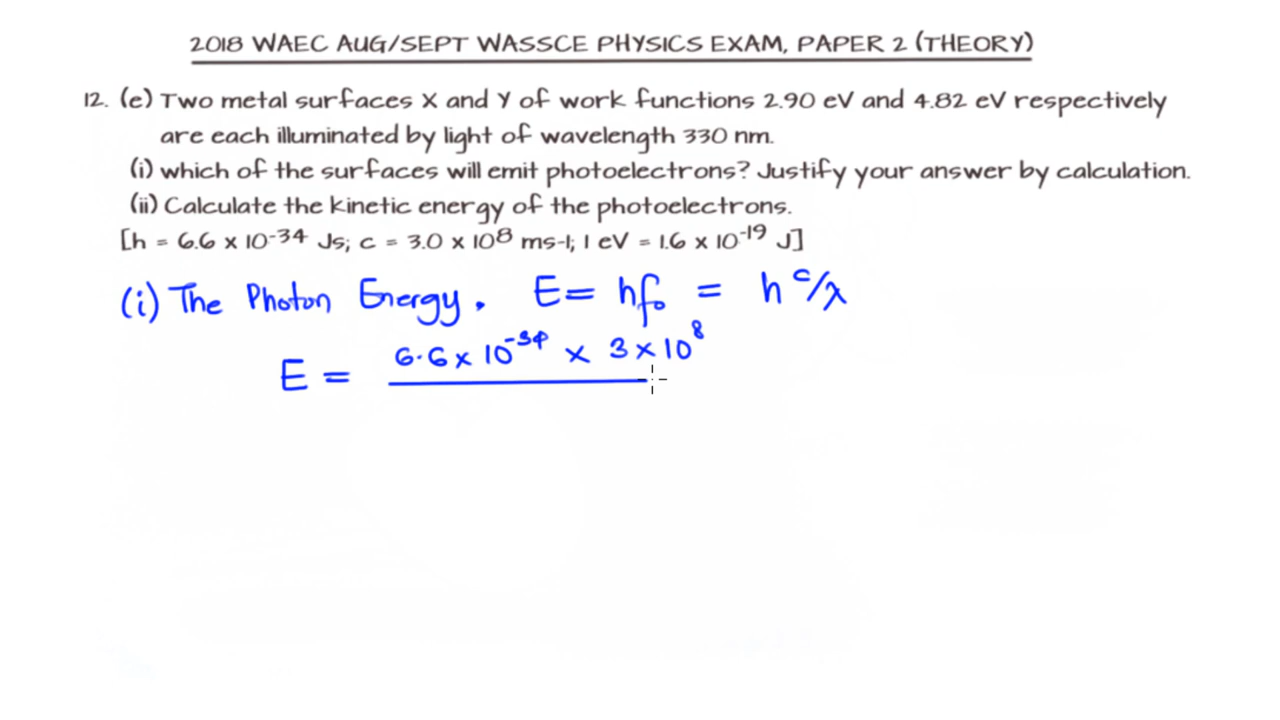 2018 WAEC AUG/SEPT WASSCE PHYSICS EXAM, PAPER 2 (THEORY)
12. (e) Two metal surfaces X and Y of work functions 2.90 eV and 4.82 eV respectively
are each illuminated by light of wavelength 330 nm.
(i) which of the surfaces will emit photoelectrons? Justify your answer by calculation.
(ii) Calculate the kinetic energy of the photoelectrons.
[h = 6.6 x 10⁻³⁴ Js; c = 3.0 x 10⁸ ms-1; 1 eV = 1.6 x 10⁻¹⁹ J]
(i) The Photon Energy. E = hf₀ = h c/λ
E = 6.6 x 10⁻³⁴ x 3 x 10⁸